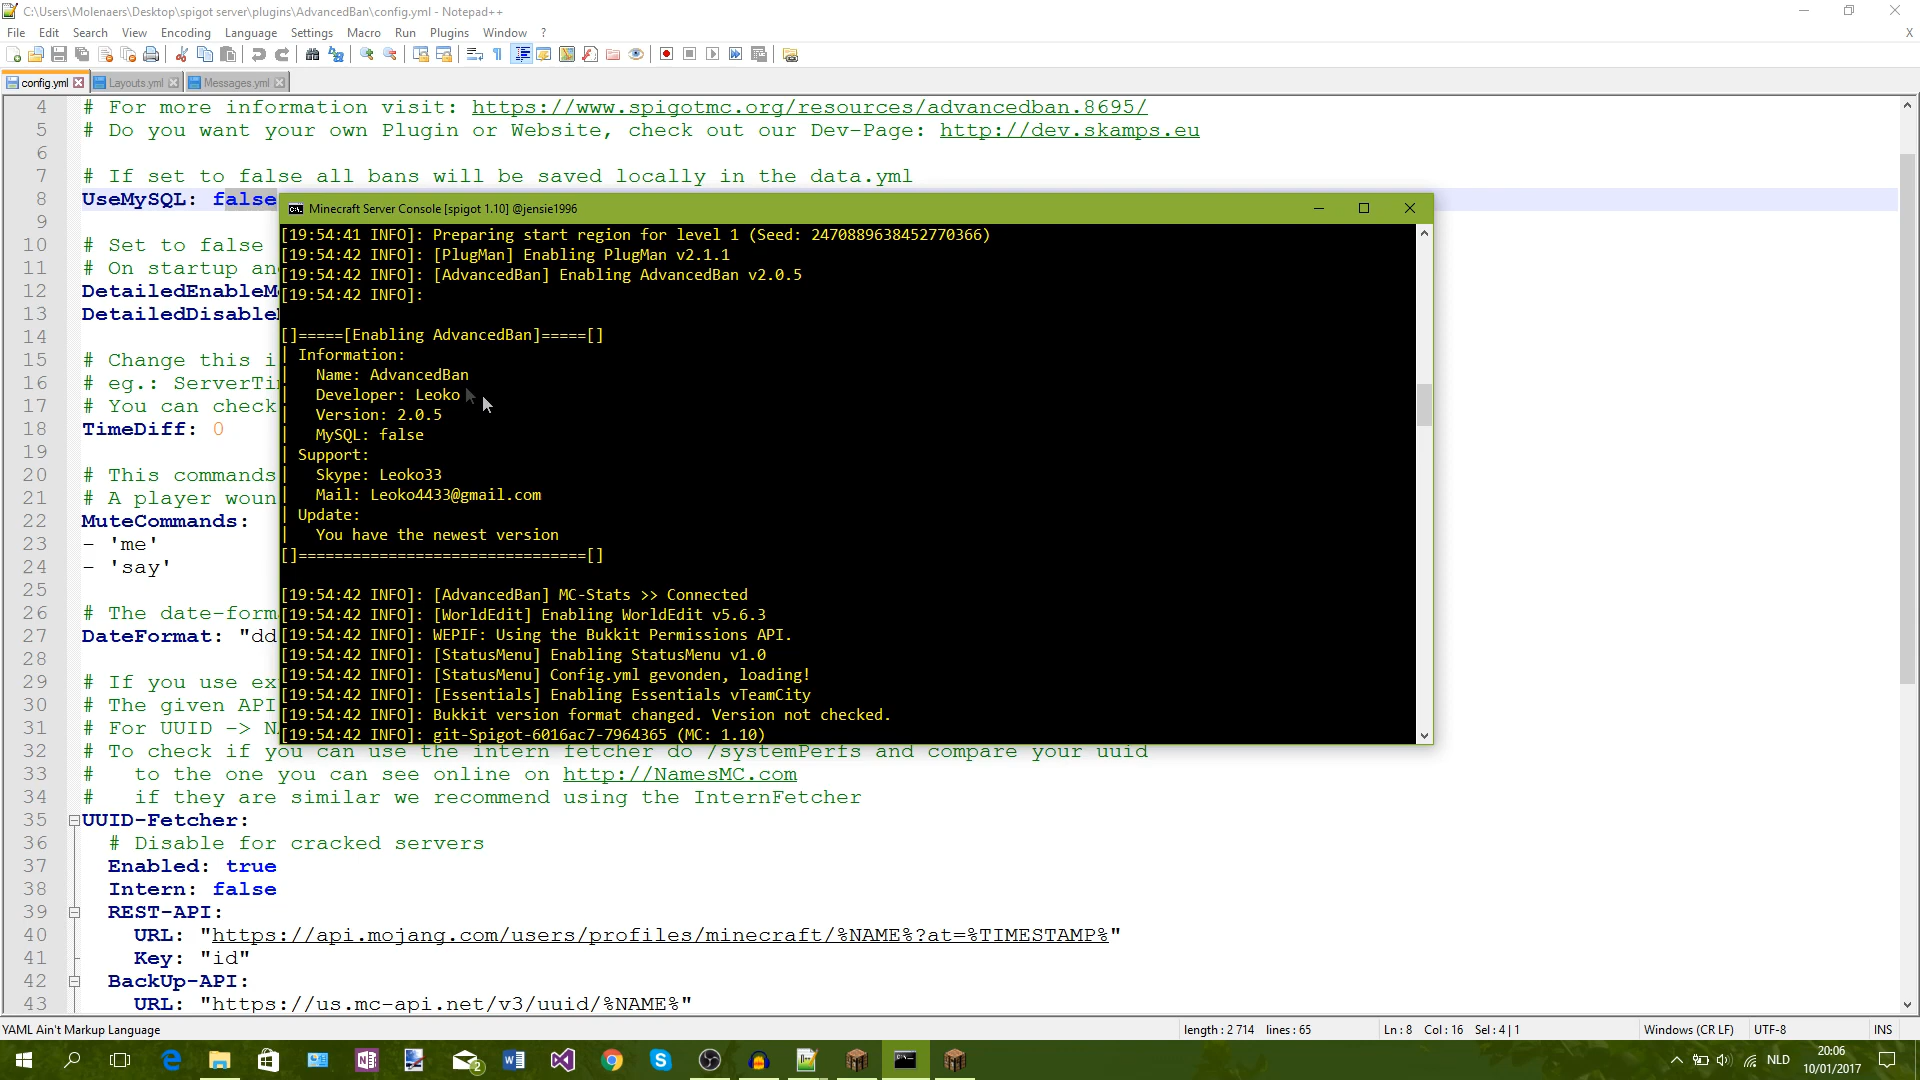 C:\Users\Molenaers\Desktop\spigot server\plugins\AdvancedBan\config.yml - Notepad++
File Edit Search View Encoding Language Settings Macro Run Plugins Window ? X
config.yml Layouts.yml Messages.yml
4 # For more information visit: https://www.spigotmc.org/resources/advancedban.8695/
5 # Do you want your own Plugin or Website, check out our Dev-Page: http://dev.skamps.eu
6
7 # If set to false all bans will be saved locally in the data.yml
8 UseMySQL: false
9
10 # Set to false
11 # On startup an
12 DetailedEnableM
13 DetailedDisable
14
15 # Change this i
16 # eg.: ServerTi
17 # You can check
18 TimeDiff: 0
19
20 # This commands
21 # A player woun
22 MuteCommands:
23 - 'me'
24 - 'say'
25
26 # The date-form
27 DateFormat: "dd
28
29 # If you use ex
30 # The given API
31 # For UUID -> N
32 # To check if you can use the intern fetcher do /systemPerfs and compare your uuid
33 # to the one you can see online on http://NamesMC.com
34 # if they are similar we recommend using the InternFetcher
35 UUID-Fetcher:
36 # Disable for cracked servers
37 Enabled: true
38 Intern: false
39 REST-API:
40 URL: "https://api.mojang.com/users/profiles/minecraft/%NAME%?at=%TIMESTAMP%"
41 Key: "id"
42 BackUp-API:
43 URL: "https://us.mc-api.net/v3/uuid/%NAME%"
Minecraft Server Console [spigot 1.10] @jensie1996
[19:54:41 INFO]: Preparing start region for level 1 (Seed: 2470889638452770366)
[19:54:42 INFO]: [PlugMan] Enabling PlugMan v2.1.1
[19:54:42 INFO]: [AdvancedBan] Enabling AdvancedBan v2.0.5
[19:54:42 INFO]:
[]=====[Enabling AdvancedBan]=====[]
| Information:
| Name: AdvancedBan
| Developer: Leoko
| Version: 2.0.5
| MySQL: false
| Support:
| Skype: Leoko33
| Mail: Leoko4433@gmail.com
| Update:
| You have the newest version
[]================================[]
[19:54:42 INFO]: [AdvancedBan] MC-Stats >> Connected
[19:54:42 INFO]: [WorldEdit] Enabling WorldEdit v5.6.3
[19:54:42 INFO]: WEPIF: Using the Bukkit Permissions API.
[19:54:42 INFO]: [StatusMenu] Enabling StatusMenu v1.0
[19:54:42 INFO]: [StatusMenu] Config.yml gevonden, loading!
[19:54:42 INFO]: [Essentials] Enabling Essentials vTeamCity
[19:54:42 INFO]: Bukkit version format changed. Version not checked.
[19:54:42 INFO]: git-Spigot-6016ac7-7964365 (MC: 1.10)
YAML Ain't Markup Language length : 2 714 lines : 65 Ln : 8 Col : 16 Sel : 4 | 1 Windows (CR LF) UTF-8 INS
2 NLD 20:06
10/01/2017